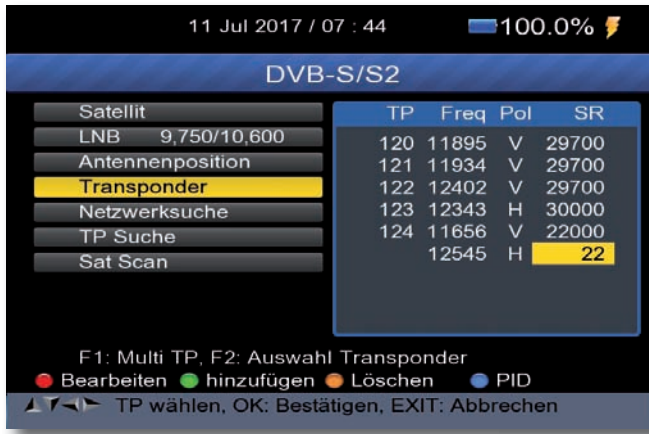 11 Jul 2017 / 07 : 44 100.0%
DVB-S/S2
Satellit
LNB 9,750/10,600
Antennenposition
Transponder
Netzwerksuche
TP Suche
Sat Scan
TP Freq Pol SR
120 11895 V 29700
121 11934 V 29700
122 12402 V 29700
123 12343 H 30000
124 11656 V 22000
12545 H 22
F1: Multi TP, F2: Auswahl Transponder
Bearbeiten hinzufügen Löschen PID
TP wählen, OK: Bestätigen, EXIT: Abbrechen